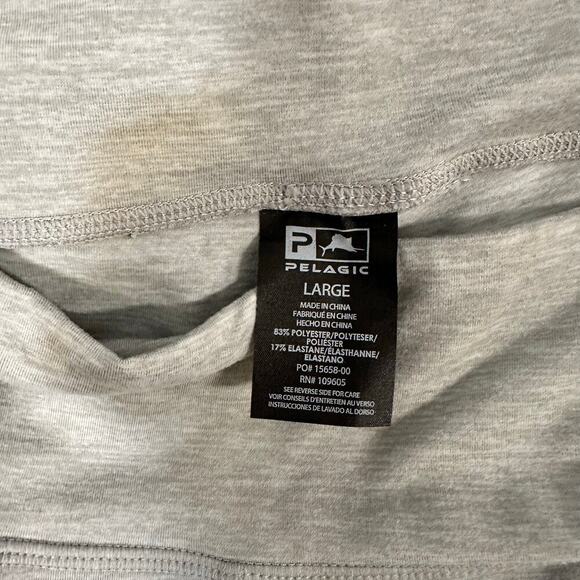 P
PELAGIC
LARGE
MADE IN CHINA
FABRIQUÉ EN CHINE
HECHO EN CHINA
83% POLYESTER/POLYTESER/
POLIÉSTER
17% ELASTANE/ÉLASTHANNE/
ELASTANO
PO# 15658-00
RN# 109605
SEE REVERSE SIDE FOR CARE
VOIR CONSEILS D'ENTRETIEN AU VERSO
INSTRUCCIONES DE LAVADO AL DORSO